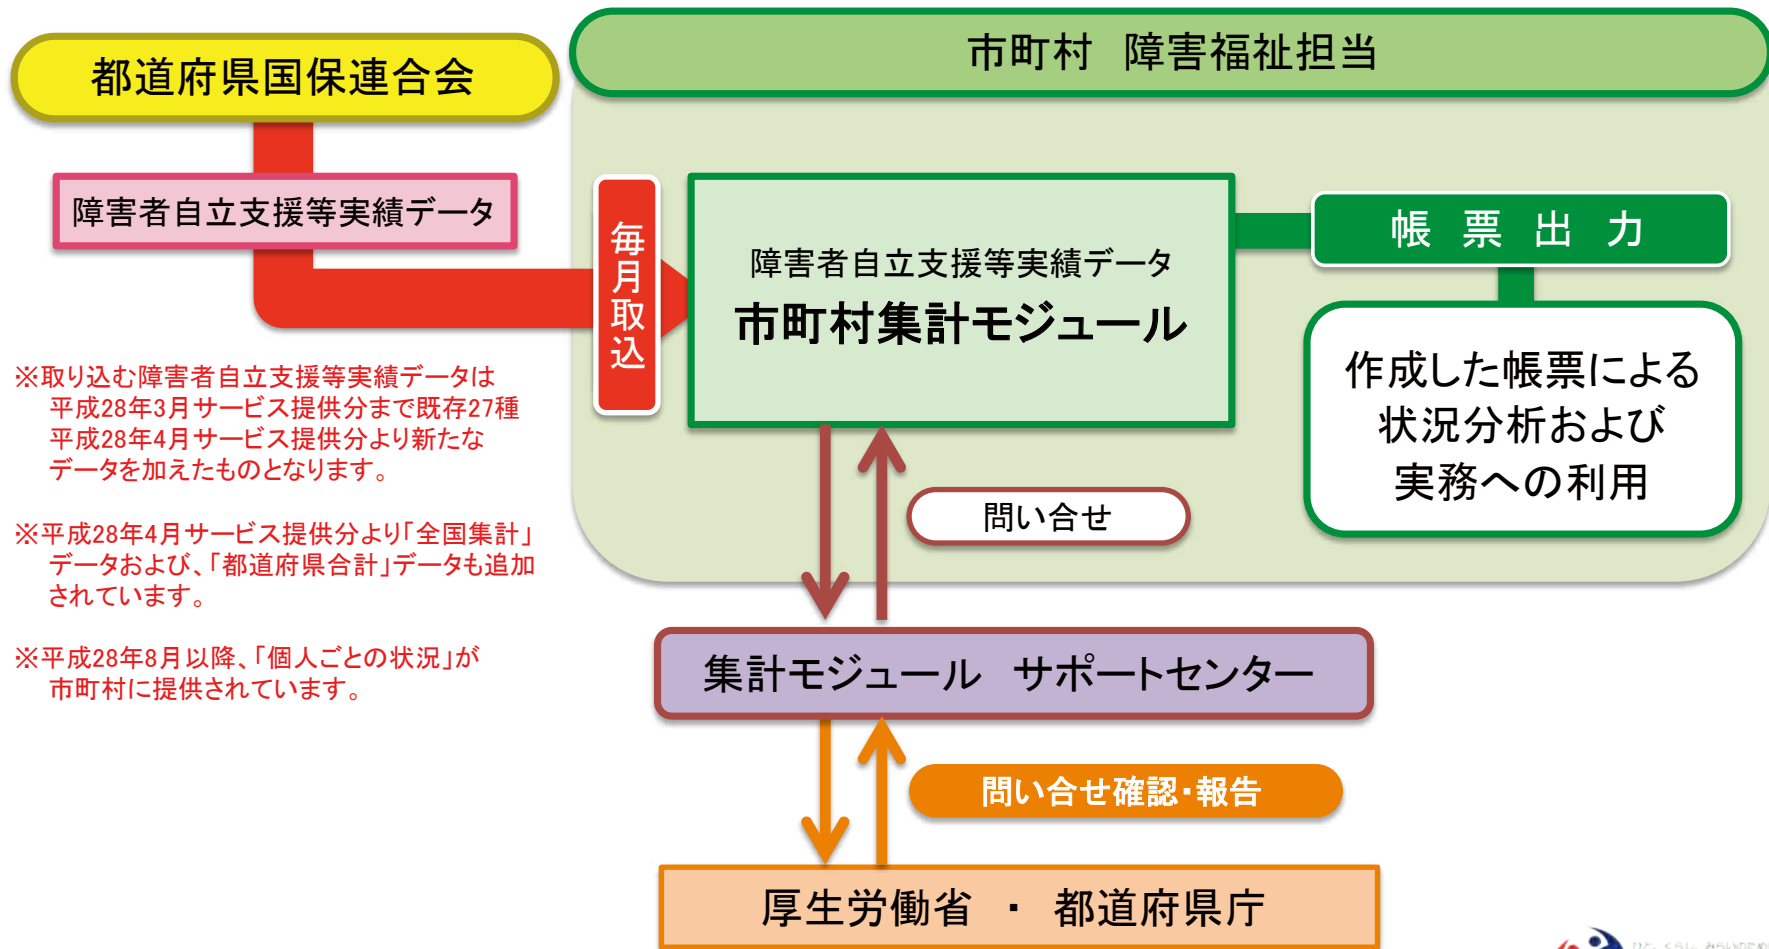 都道府県国保連合会
市町村　障害福祉担当
障害者自立支援等実績データ
毎月取込
障害者自立支援等実績データ
市町村集計モジュール
帳 票 出 力
作成した帳票による
状況分析および
実務への利用
※取り込む障害者自立支援等実績データは
平成28年3月サービス提供分まで既存27種
平成28年4月サービス提供分より新たな
データを加えたものとなります。
※平成28年4月サービス提供分より「全国集計」
データおよび、「都道府県合計」データも追加
されています。
※平成28年8月以降、「個人ごとの状況」が
市町村に提供されています。
問い合せ
集計モジュール　サポートセンター
問い合せ確認・報告
厚生労働省　・　都道府県庁
ひと、くらし、みらいのため